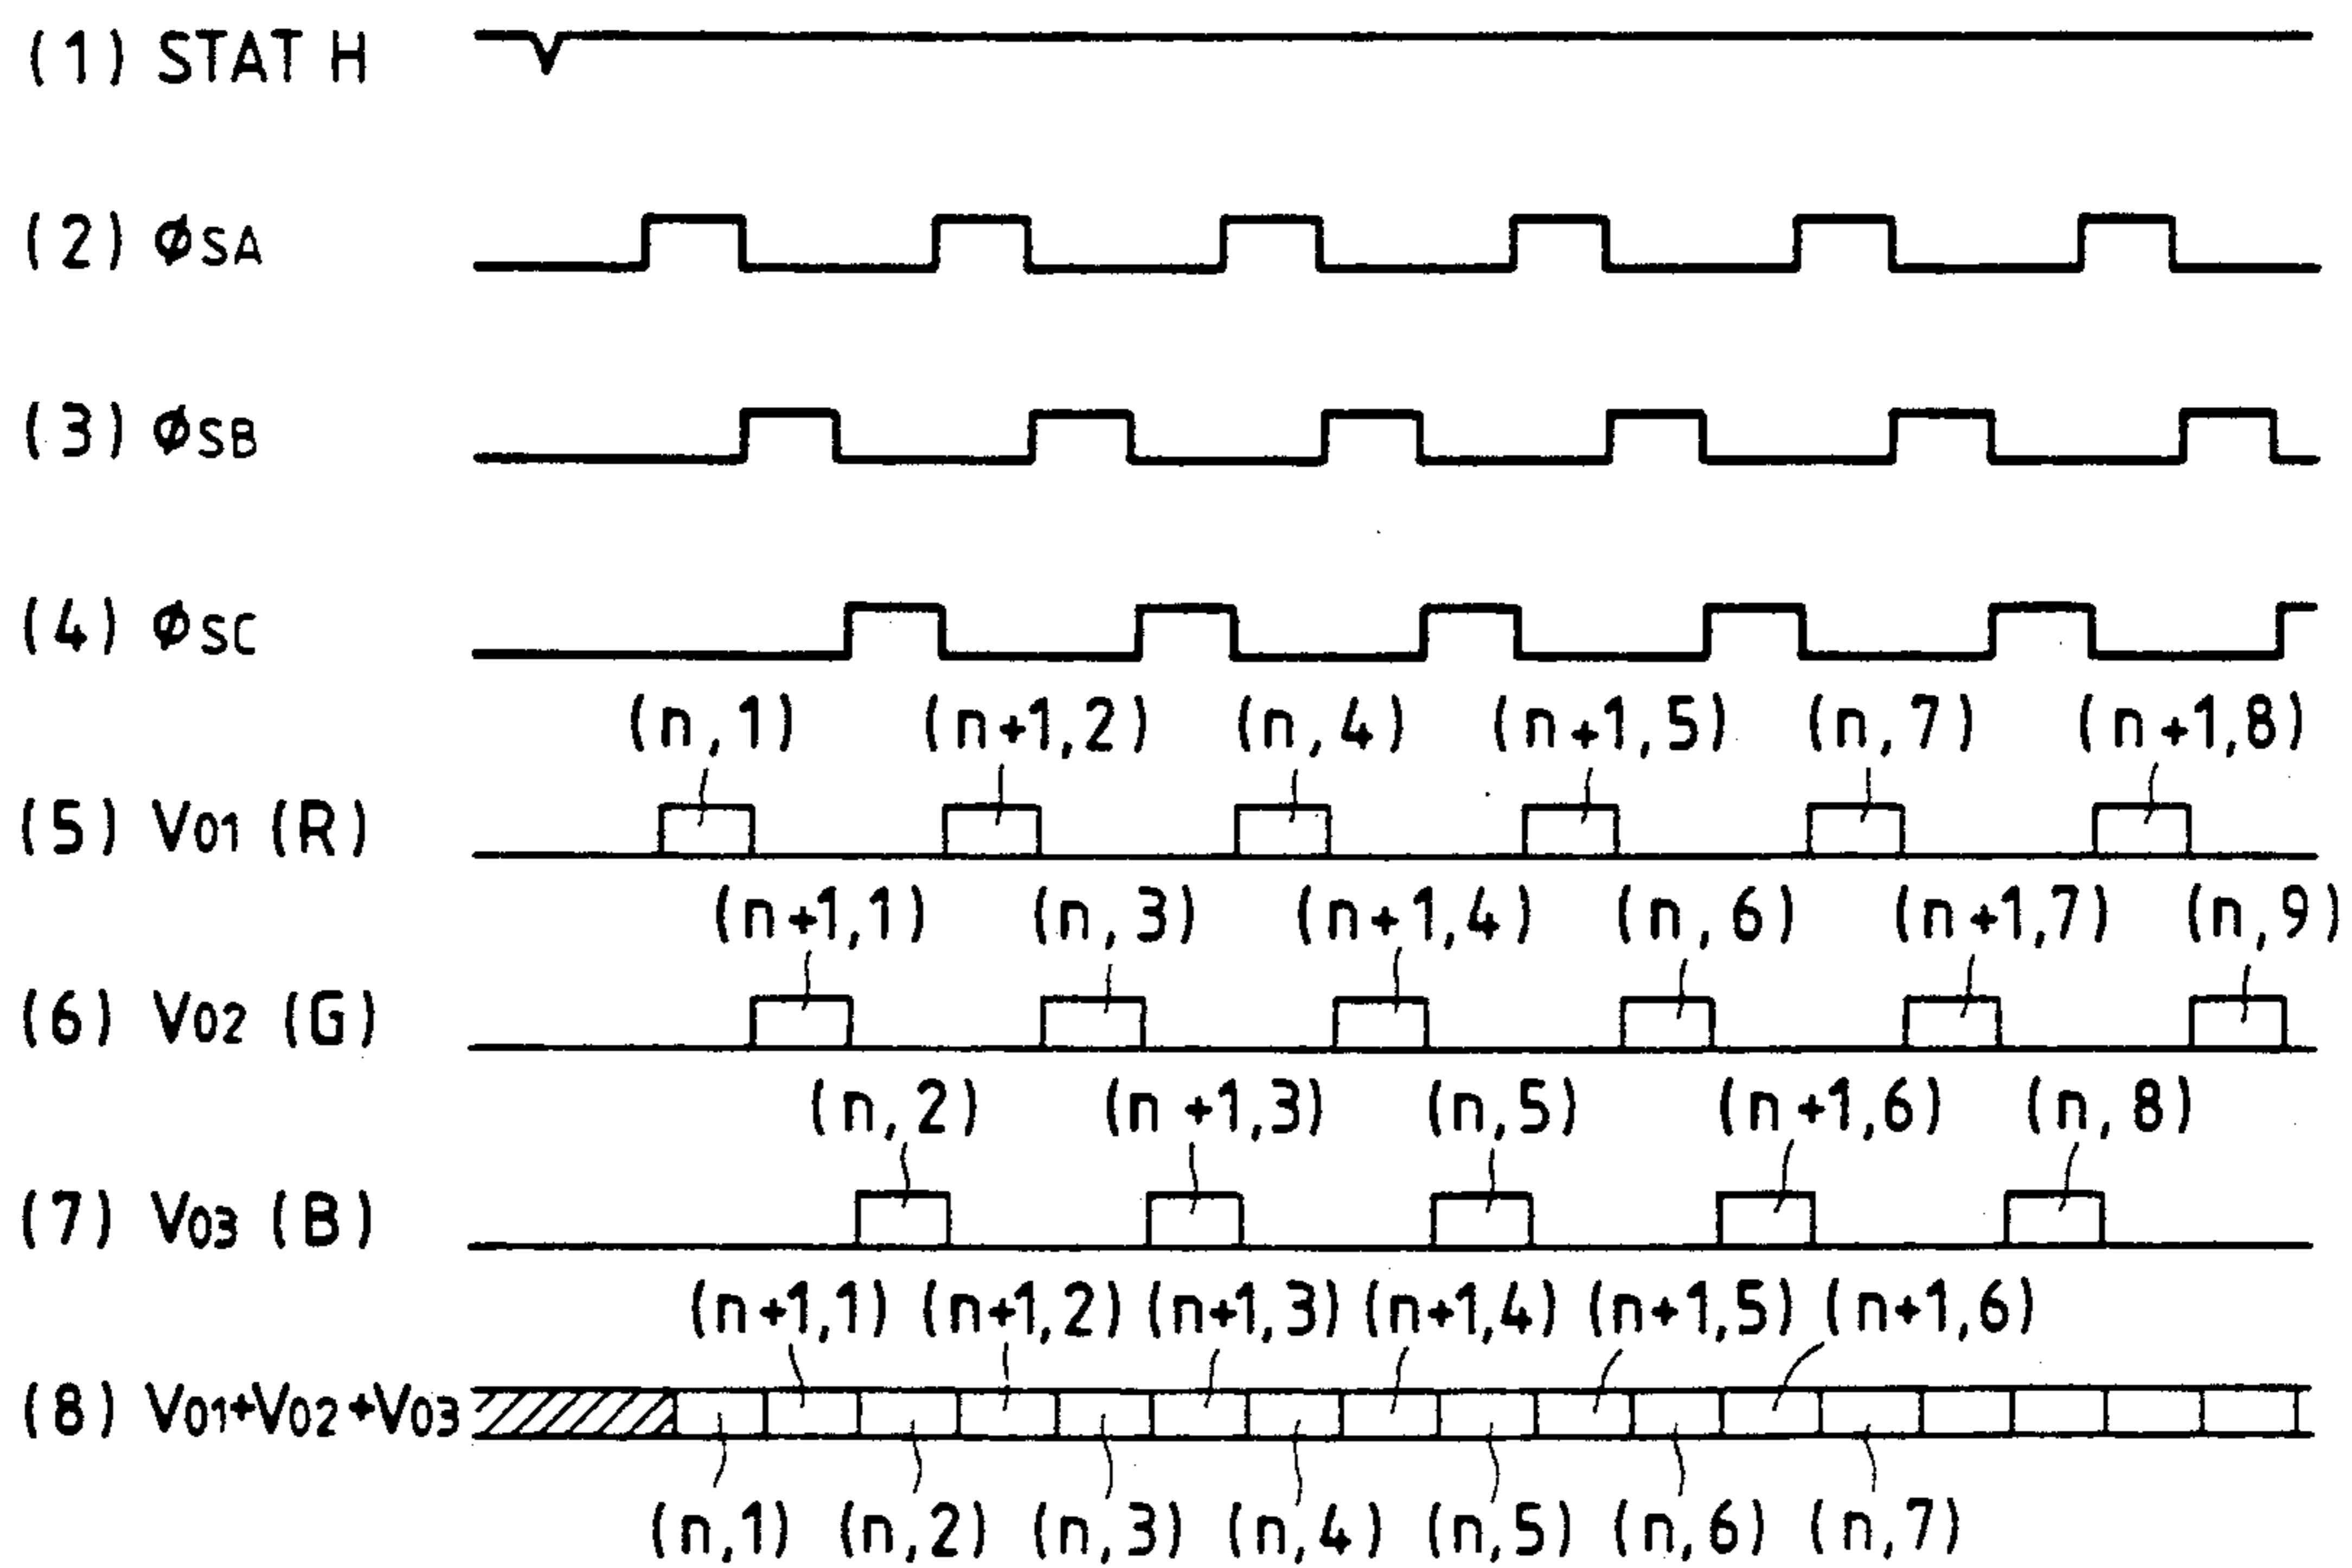 (1) STAT H
(2) ϕSA
(3) ϕSB
(4) ϕSC
(n,1) (n+1,2) (n,4) (n+1,5) (n,7) (n+1,8)
(5) V01 (R)
(n+1,1) (n,3) (n+1,4) (n,6) (n+1,7) (n,9)
(6) V02 (G)
(n,2) (n+1,3) (n,5) (n+1,6) (n,8)
(7) V03 (B)
(n+1,1) (n+1,2) (n+1,3) (n+1,4) (n+1,5) (n+1,6)
(8) V01+V02+V03
(n,1) (n,2) (n,3) (n,4) (n,5) (n,6) (n,7)